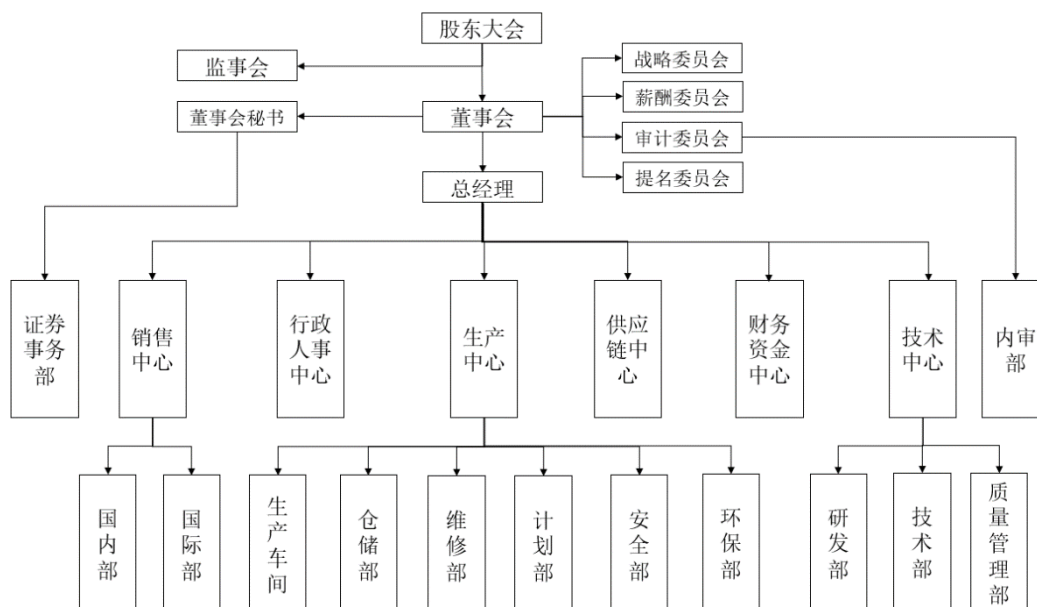 股东大会
监事会
战略委员会
薪酬委员会
董事会秘书
董事会
审计委员会
提名委员会
总经理
证券
事务
部
销售
中心
行政
人事
中心
生产
中心
供应
链中
心
财务
资金
中心
技术
中心
内审
部
国内部
国际部
生产车间
仓储部
维修部
计划部
安全部
环保部
研发部
技术部
质量管理部